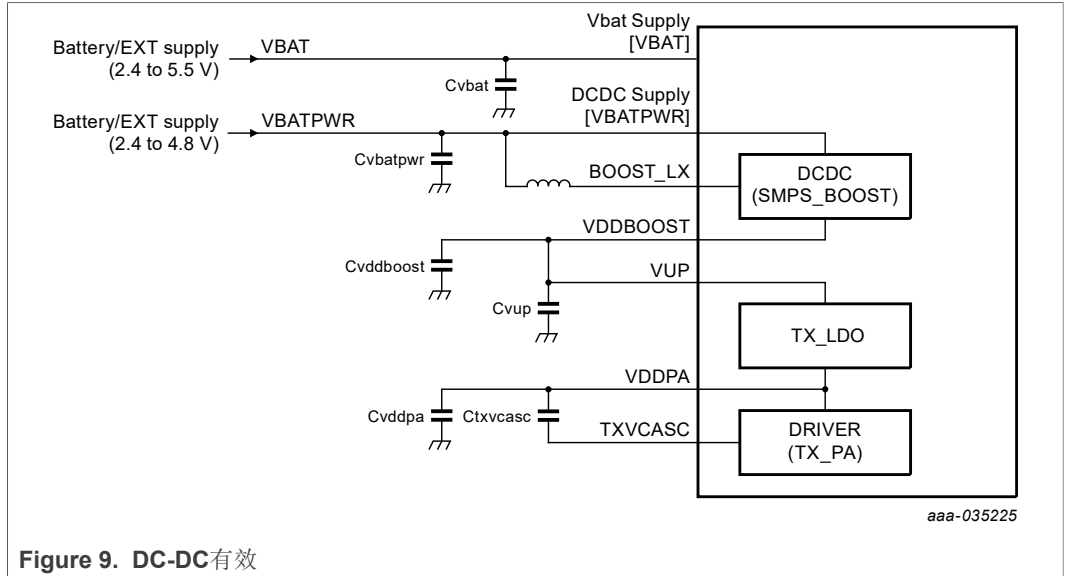 Vbat Supply
[VBAT]
Battery/EXT supply
(2.4 to 5.5 V)
VBAT
Cvbat
DCDC Supply
[VBATPWR]
Battery/EXT supply
(2.4 to 4.8 V)
VBATPWR
Cvbatpwr
BOOST_LX
DCDC
(SMPS_BOOST)
VDDBOOST
Cvddboost
VUP
Cvup
TX_LDO
VDDPA
Cvddpa
Ctxvcasc
TXVCASC
DRIVER
(TX_PA)
aaa-035225
Figure 9. DC-DC有效